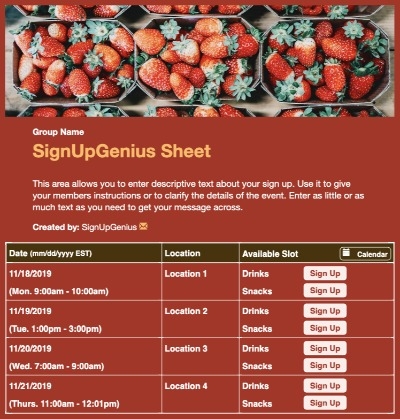 Group Name
SignUpGenius Sheet
This area allows you to enter descriptive text about your sign up. Use it to give
your members instructions or to clarify the details of the event. Enter as little or as
much text as you need to get your message across.
Created by: SignUpGenius
Date (mm/dd/yyyy EST) Location Available Slot Calendar
11/18/2019 Location 1 Drinks Sign Up
(Mon. 9:00am - 10:00am) Snacks Sign Up
11/19/2019 Location 2 Drinks Sign Up
(Tue. 1:00pm - 3:00pm) Snacks Sign Up
11/20/2019 Location 3 Drinks Sign Up
(Wed. 7:00am - 9:00am) Snacks Sign Up
11/21/2019 Location 4 Drinks Sign Up
(Thurs. 11:00am - 12:01pm) Snacks Sign Up